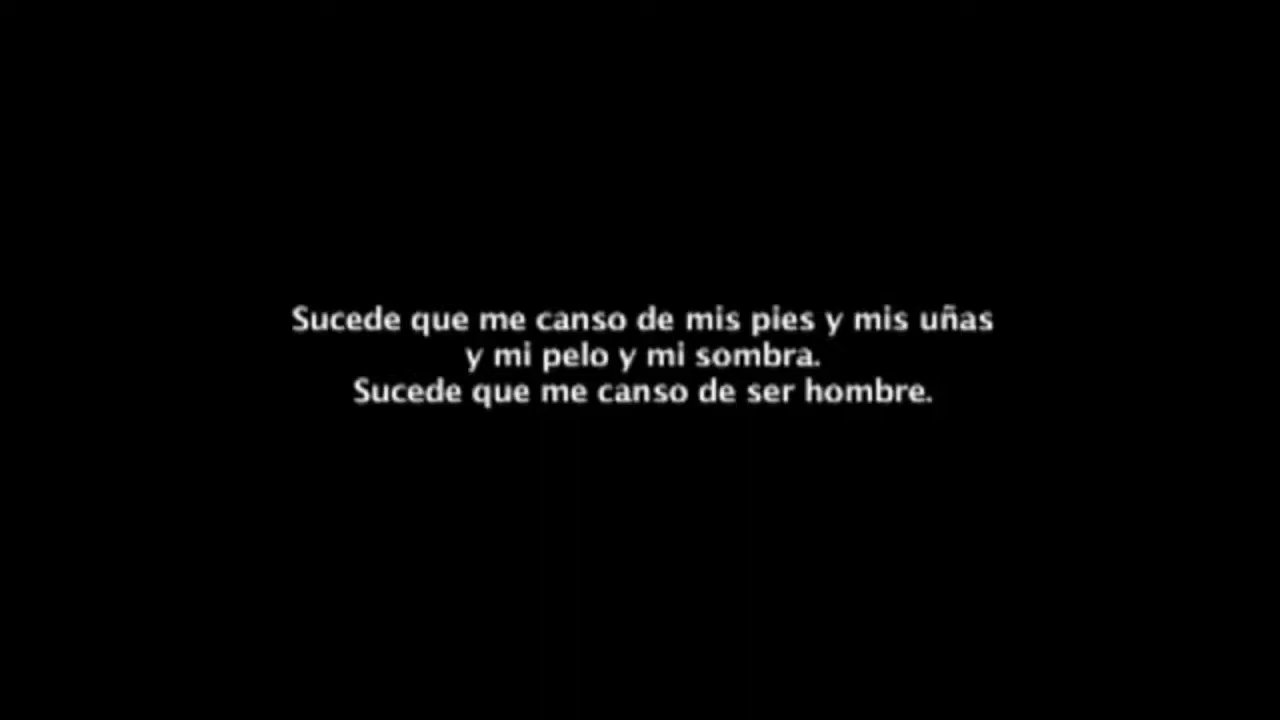 Sucede que me canso de mis pies y mis uñas
y mi pelo y mi sombra.
Sucede que me canso de ser hombre.